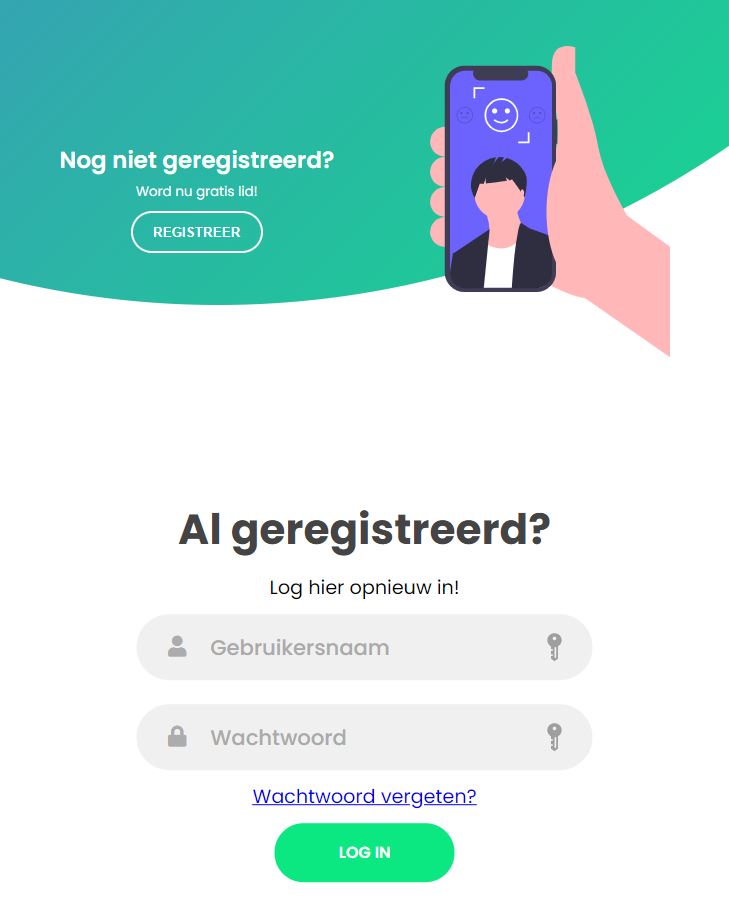 Nog niet geregistreerd?
Word nu gratis lid!
REGISTREER
Al geregistreerd?
Log hier opnieuw in!
Gebruikersnaam
Wachtwoord
Wachtwoord vergeten?
LOG IN